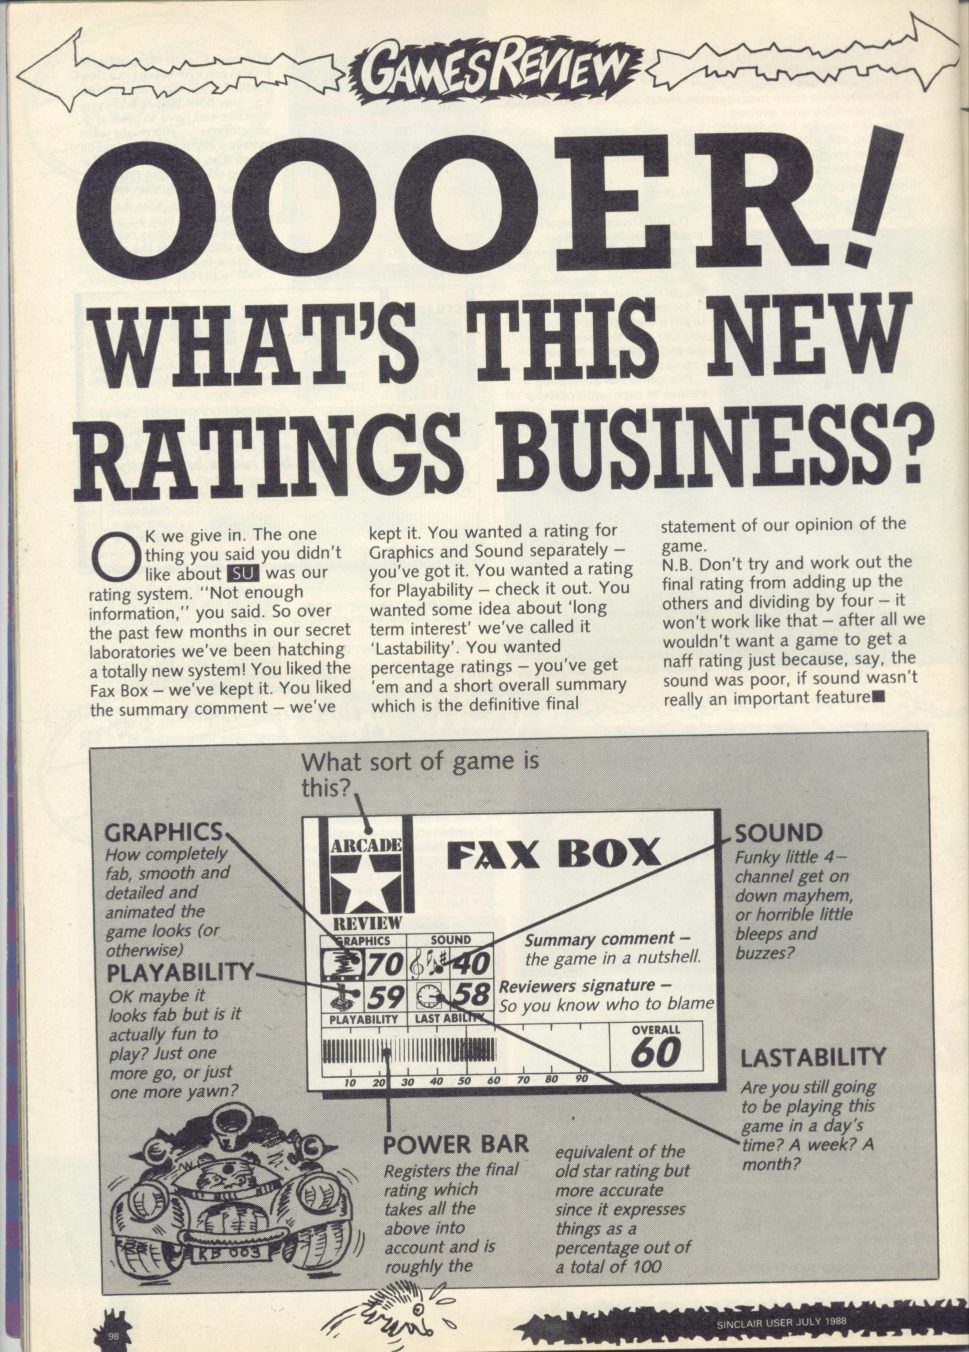 GAMES REVIEW
OOOER!
WHAT'S THIS NEW
RATINGS BUSINESS?
OK we give in. The one
thing you said you didn't
like about SU was our
rating system. "Not enough
information," you said. So over
the past few months in our secret
laboratories we've been hatching
a totally new system! You liked the
Fax Box – we've kept it. You liked
the summary comment – we've
kept it. You wanted a rating for
Graphics and Sound separately –
you've got it. You wanted a rating
for Playability – check it out. You
wanted some idea about 'long
term interest' we've called it
'Lastability'. You wanted
percentage ratings – you've get
'em and a short overall summary
which is the definitive final
statement of our opinion of the
game.
N.B. Don't try and work out the
final rating from adding up the
others and dividing by four – it
won't work like that – after all we
wouldn't want a game to get a
naff rating just because, say, the
sound was poor, if sound wasn't
really an important feature■
What sort of game is
this?
GRAPHICS
How completely
fab, smooth and
detailed and
animated the
game looks (or
otherwise)
PLAYABILITY
OK maybe it
looks fab but is it
actually fun to
play? Just one
more go, or just
one more yawn?
ARCADE
REVIEW
FAX BOX
GRAPHICS SOUND
70 40
59 58
PLAYABILITY LAST ABILITY
Summary comment –
the game in a nutshell.
Reviewers signature –
So you know who to blame
OVERALL
60
10 20 30 40 50 60 70 80 90
SOUND
Funky little 4–
channel get on
down mayhem,
or horrible little
bleeps and
buzzes?
LASTABILITY
Are you still going
to be playing this
game in a day's
time? A week? A
month?
POWER BAR
Registers the final
rating which
takes all the
above into
account and is
roughly the
equivalent of the
old star rating but
more accurate
since it expresses
things as a
percentage out of
a total of 100
KB 003
98
SINCLAIR USER JULY 1988